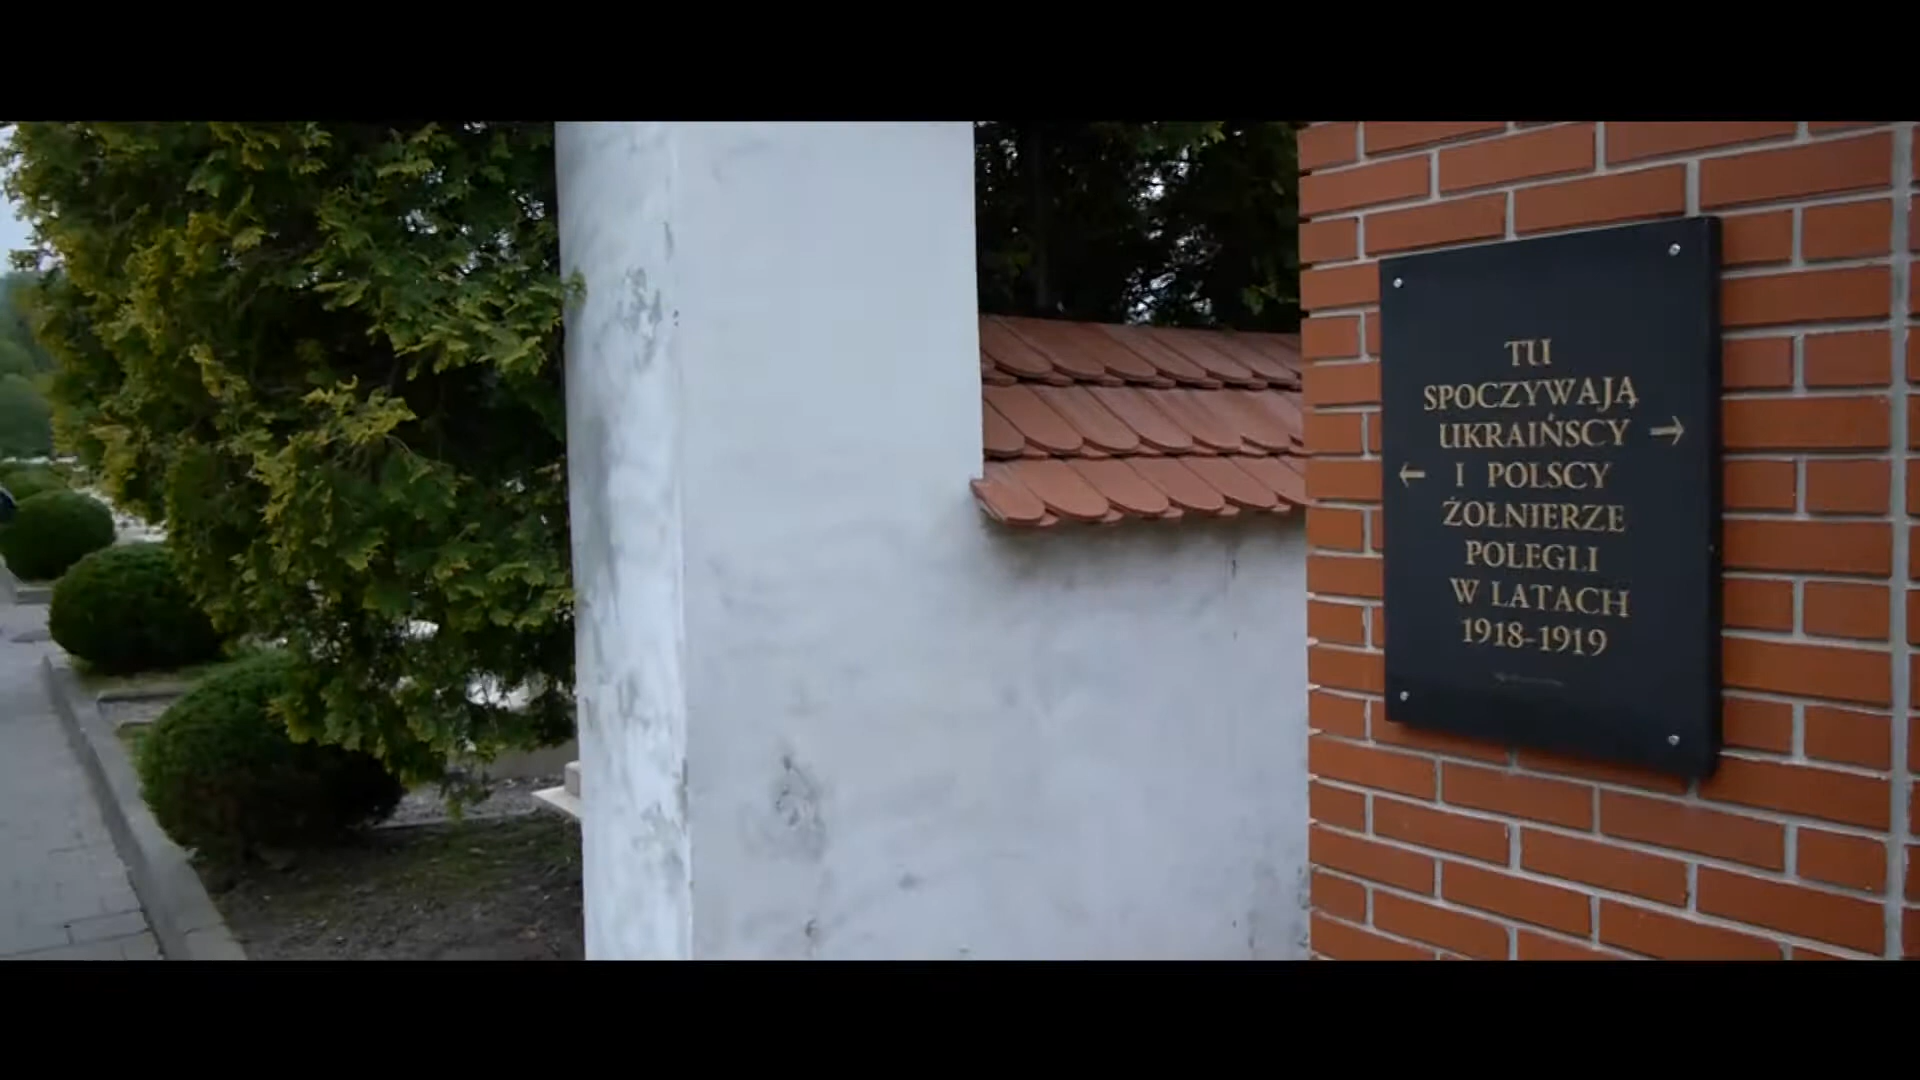 TU
SPOCZYWAJĄ
UKRAIŃSCY →
← I POLSCY
ŻOŁNIERZE
POLEGLI
W LATACH
1918-1919